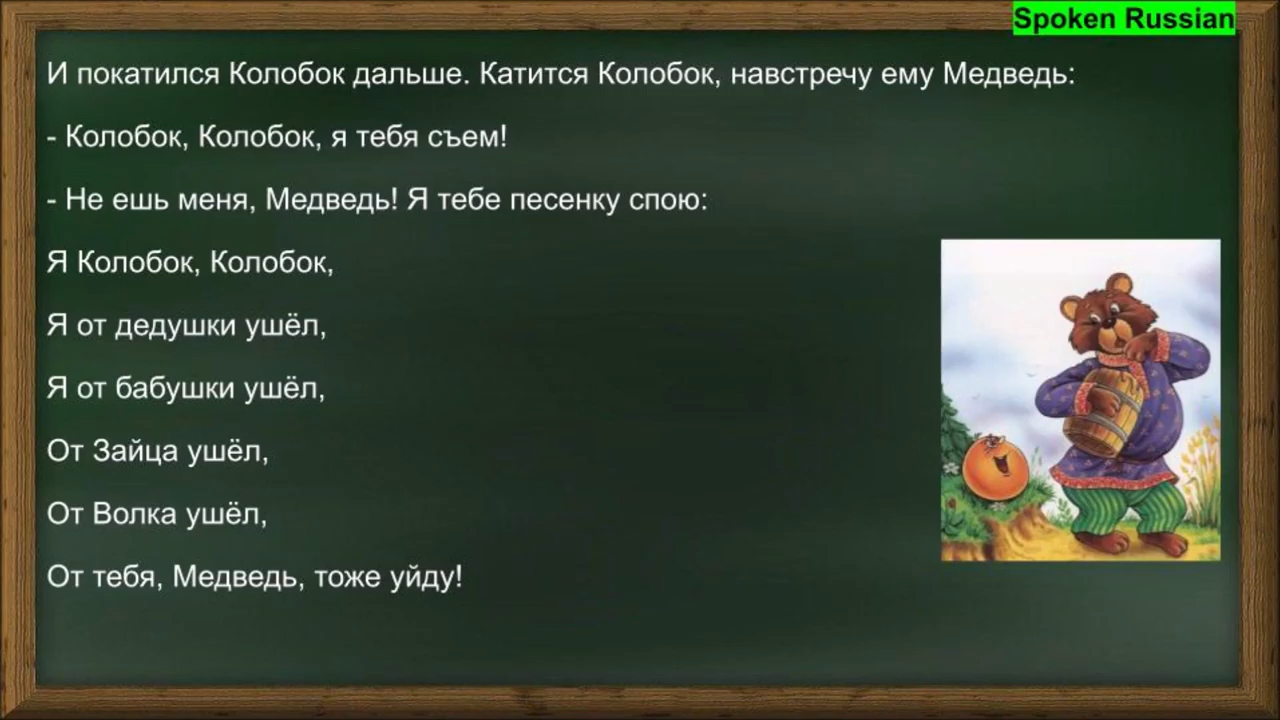 Spoken Russian
И покатился Колобок дальше. Катится Колобок, навстречу ему Медведь:
- Колобок, Колобок, я тебя съем!
- Не ешь меня, Медведь! Я тебе песенку спою:
Я Колобок, Колобок,
Я от дедушки ушёл,
Я от бабушки ушёл,
От Зайца ушёл,
От Волка ушёл,
От тебя, Медведь, тоже уйду!